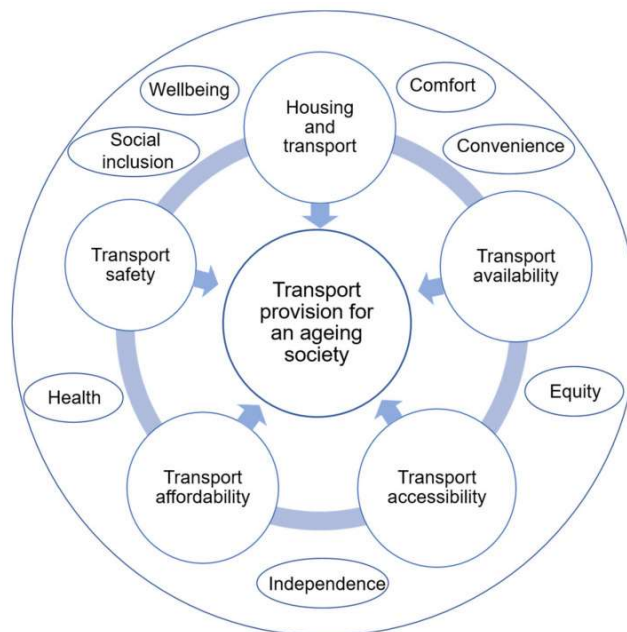 Wellbeing
Comfort
Housing
and
transport
Social
inclusion
Convenience
Transport
safety
Transport
availability
Transport
provision for
an ageing
society
Health
Equity
Transport
affordability
Transport
accessibility
Independence